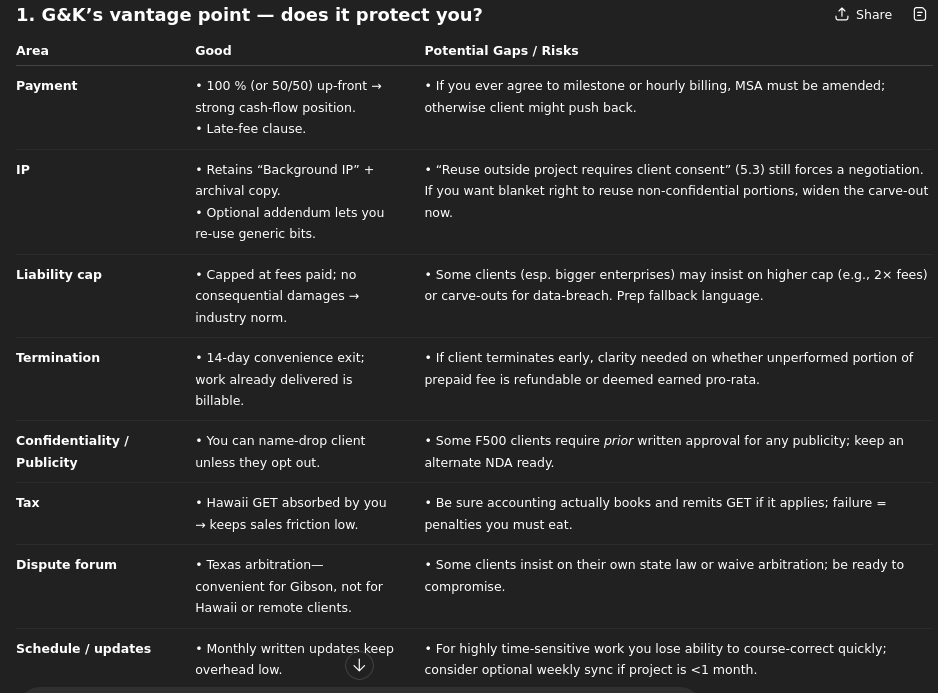 1. G&K’s vantage point — does it protect you?
Share
Area Good Potential Gaps / Risks
Payment
• 100 % (or 50/50) up-front →
strong cash-flow position.
• Late-fee clause.
• If you ever agree to milestone or hourly billing, MSA must be amended;
otherwise client might push back.
IP
• Retains “Background IP” +
archival copy.
• Optional addendum lets you
re-use generic bits.
• “Reuse outside project requires client consent” (5.3) still forces a negotiation.
If you want blanket right to reuse non-confidential portions, widen the carve-out
now.
Liability cap
• Capped at fees paid; no
consequential damages →
industry norm.
• Some clients (esp. bigger enterprises) may insist on higher cap (e.g., 2× fees)
or carve-outs for data-breach. Prep fallback language.
Termination
• 14-day convenience exit;
work already delivered is
billable.
• If client terminates early, clarity needed on whether unperformed portion of
prepaid fee is refundable or deemed earned pro-rata.
Confidentiality /
Publicity
• You can name-drop client
unless they opt out.
• Some F500 clients require prior written approval for any publicity; keep an
alternate NDA ready.
Tax
• Hawaii GET absorbed by you
→ keeps sales friction low.
• Be sure accounting actually books and remits GET if it applies; failure =
penalties you must eat.
Dispute forum
• Texas arbitration—
convenient for Gibson, not for
Hawaii or remote clients.
• Some clients insist on their own state law or waive arbitration; be ready to
compromise.
Schedule / updates
• Monthly written updates keep
overhead low.
• For highly time-sensitive work you lose ability to course-correct quickly;
consider optional weekly sync if project is <1 month.